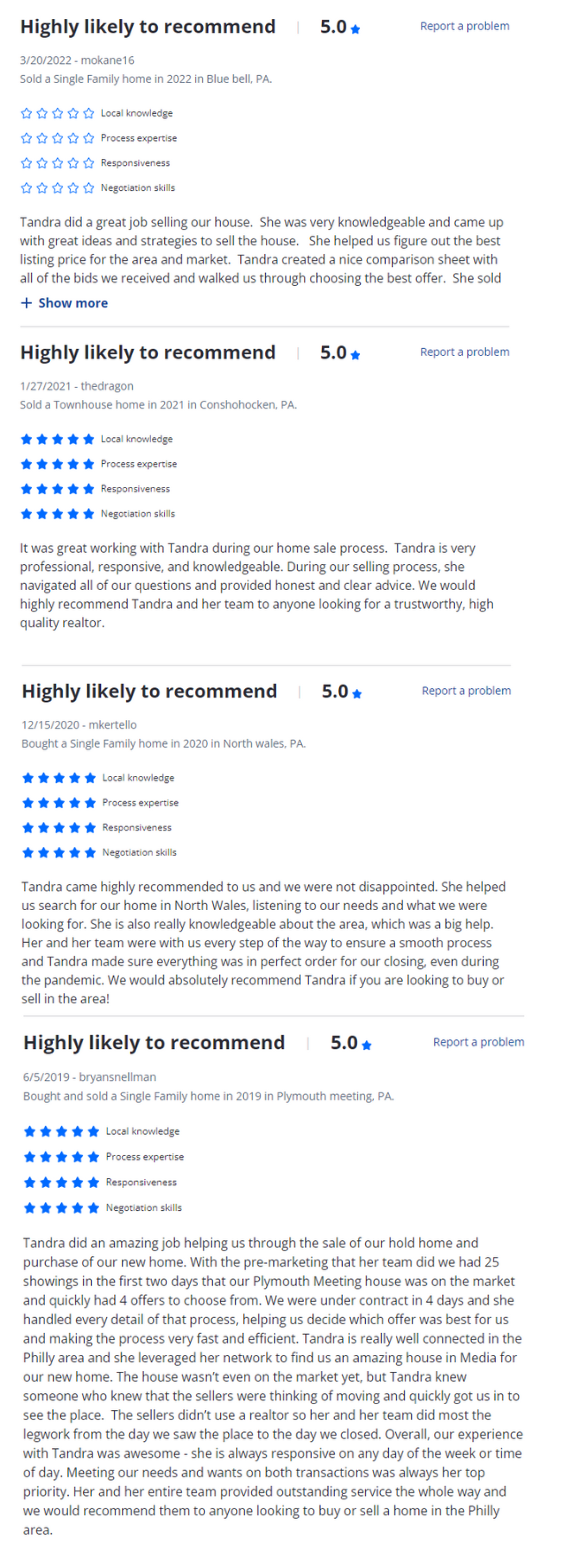 Highly likely to recommend | 5.0 Report a problem
3/20/2022 - mokane16
Sold a Single Family home in 2022 in Blue bell, PA.
Local knowledge
Process expertise
Responsiveness
Negotiation skills
Tandra did a great job selling our house.  She was very knowledgeable and came up
with great ideas and strategies to sell the house.   She helped us figure out the best
listing price for the area and market.  Tandra created a nice comparison sheet with
all of the bids we received and walked us through choosing the best offer.  She sold
+ Show more
Highly likely to recommend | 5.0 Report a problem
1/27/2021 - thedragon
Sold a Townhouse home in 2021 in Conshohocken, PA.
Local knowledge
Process expertise
Responsiveness
Negotiation skills
It was great working with Tandra during our home sale process.  Tandra is very
professional, responsive, and knowledgeable. During our selling process, she
navigated all of our questions and provided honest and clear advice. We would
highly recommend Tandra and her team to anyone looking for a trustworthy, high
quality realtor.
Highly likely to recommend | 5.0 Report a problem
12/15/2020 - mkertello
Bought a Single Family home in 2020 in North wales, PA.
Local knowledge
Process expertise
Responsiveness
Negotiation skills
Tandra came highly recommended to us and we were not disappointed. She helped
us search for our home in North Wales, listening to our needs and what we were
looking for. She is also really knowledgeable about the area, which was a big help.
Her and her team were with us every step of the way to ensure a smooth process
and Tandra made sure everything was in perfect order for our closing, even during
the pandemic. We would absolutely recommend Tandra if you are looking to buy or
sell in the area!
Highly likely to recommend | 5.0 Report a problem
6/5/2019 - bryansnellman
Bought and sold a Single Family home in 2019 in Plymouth meeting, PA.
Local knowledge
Process expertise
Responsiveness
Negotiation skills
Tandra did an amazing job helping us through the sale of our hold home and
purchase of our new home. With the pre-marketing that her team did we had 25
showings in the first two days that our Plymouth Meeting house was on the market
and quickly had 4 offers to choose from. We were under contract in 4 days and she
handled every detail of that process, helping us decide which offer was best for us
and making the process very fast and efficient. Tandra is really well connected in the
Philly area and she leveraged her network to find us an amazing house in Media for
our new home. The house wasn't even on the market yet, but Tandra knew
someone who knew that the sellers were thinking of moving and quickly got us in to
see the place.  The sellers didn't use a realtor so her and her team did most the
legwork from the day we saw the place to the day we closed. Overall, our experience
with Tandra was awesome - she is always responsive on any day of the week or time
of day. Meeting our needs and wants on both transactions was always her top
priority. Her and her entire team provided outstanding service the whole way and
we would recommend them to anyone looking to buy or sell a home in the Philly
area.